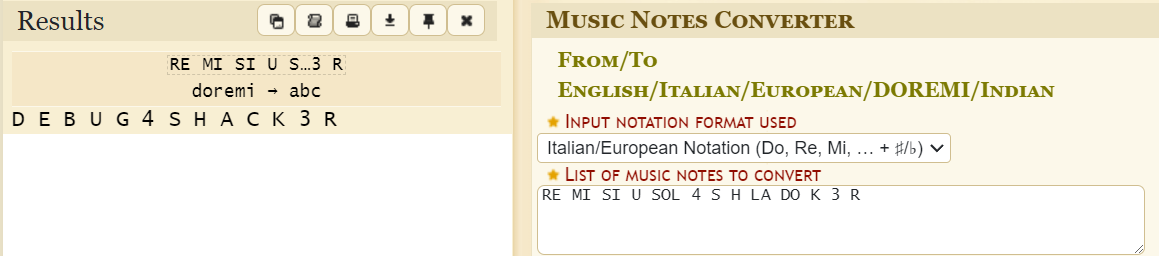 Results
RE MI SI U S…3 R
doremi → abc
D E B U G 4 S H A C K 3 R
Music Notes Converter
From/To
English/Italian/European/DOREMI/Indian
Input notation format used
Italian/European Notation (Do, Re, Mi, … + ♯/♭)
List of music notes to convert
RE MI SI U SOL 4 S H LA DO K 3 R